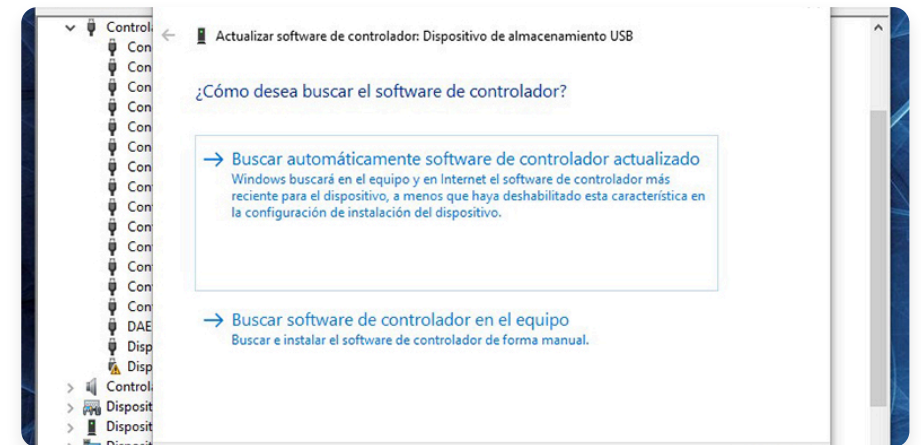 Control
Con
Con
Con
Con
Con
Con
Con
Con
Con
Con
Con
Con
Con
Con
DAE
Disp
Disp
Control
Disposit
Disposit
Actualizar software de controlador: Dispositivo de almacenamiento USB
¿Cómo desea buscar el software de controlador?
Buscar automáticamente software de controlador actualizado
Windows buscará en el equipo y en Internet el software de controlador más
reciente para el dispositivo, a menos que haya deshabilitado esta característica en
la configuración de instalación del dispositivo.
Buscar software de controlador en el equipo
Buscar e instalar el software de controlador de forma manual.